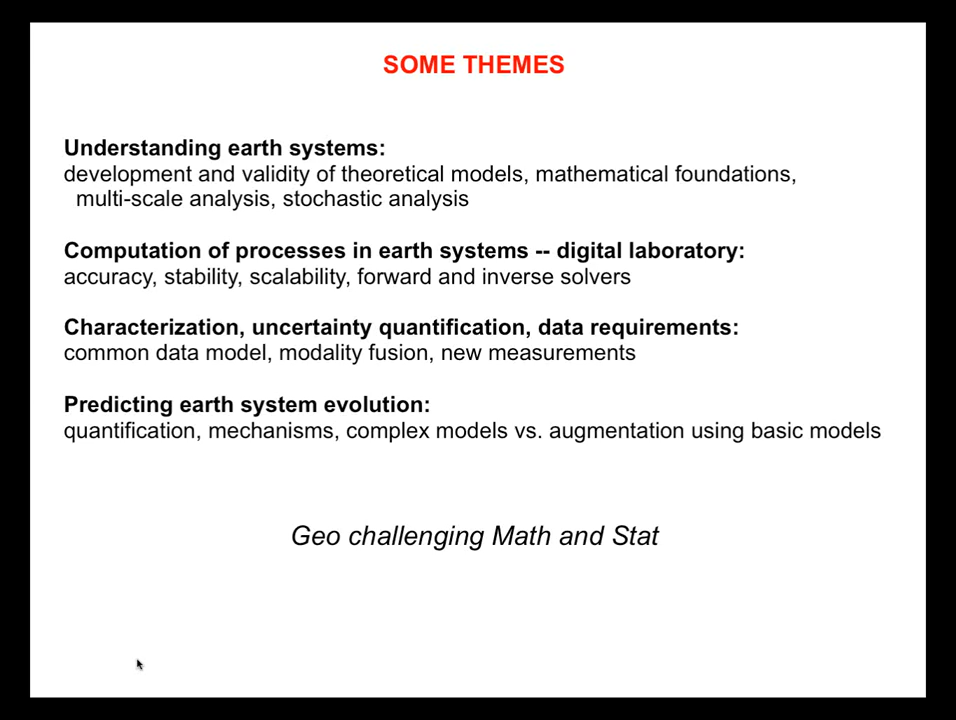 SOME THEMES
Understanding earth systems:
development and validity of theoretical models, mathematical foundations,
multi-scale analysis, stochastic analysis
Computation of processes in earth systems -- digital laboratory:
accuracy, stability, scalability, forward and inverse solvers
Characterization, uncertainty quantification, data requirements:
common data model, modality fusion, new measurements
Predicting earth system evolution:
quantification, mechanisms, complex models vs. augmentation using basic models
Geo challenging Math and Stat